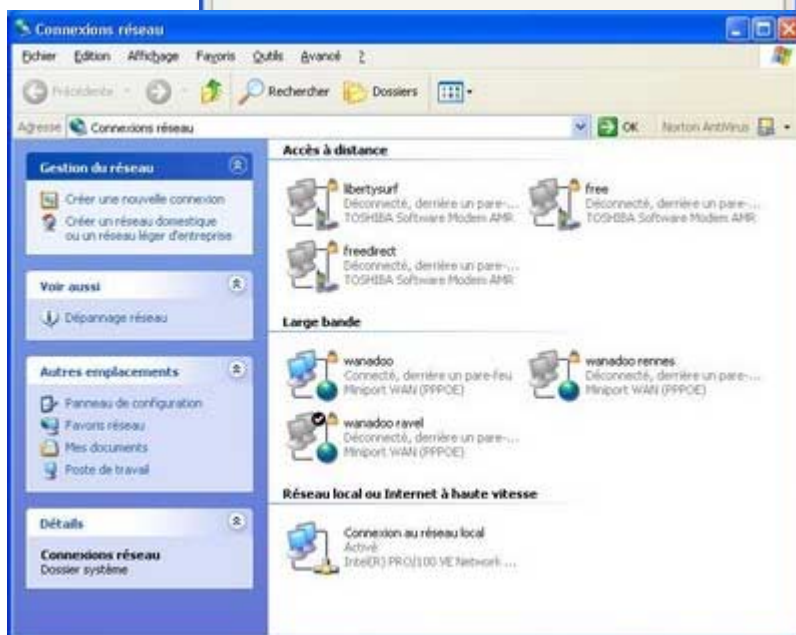 Connexions réseau
Fichier Edition Affichage Favoris Outils Avancé ?
Précédente Rechercher Dossiers
Adresse Connexions réseau OK Norton AntiVirus
Gestion du réseau
Créer une nouvelle connexion
Créer un réseau domestique
ou un réseau léger d'entreprise
Voir aussi
Dépannage réseau
Autres emplacements
Panneau de configuration
Favoris réseau
Mes documents
Poste de travail
Détails
Connexions réseau
Dossier système
Accès à distance
libertysurf
Déconnecté, derrière un pare-...
TOSHIBA Software Modem AMR
free
Déconnecté, derrière un pare-...
TOSHIBA Software Modem AMR
freedirect
Déconnecté, derrière un pare-...
TOSHIBA Software Modem AMR
Large bande
wanadoo
Connecté, derrière un pare-feu
Miniport WAN (PPPOE)
wanadoo rennes
Déconnecté, derrière un pare-...
Miniport WAN (PPPOE)
wanadoo ravel
Déconnecté, derrière un pare-...
Miniport WAN (PPPOE)
Réseau local ou Internet à haute vitesse
Connexion au réseau local
Activé
Intel(R) PRO/100 VE Network ...